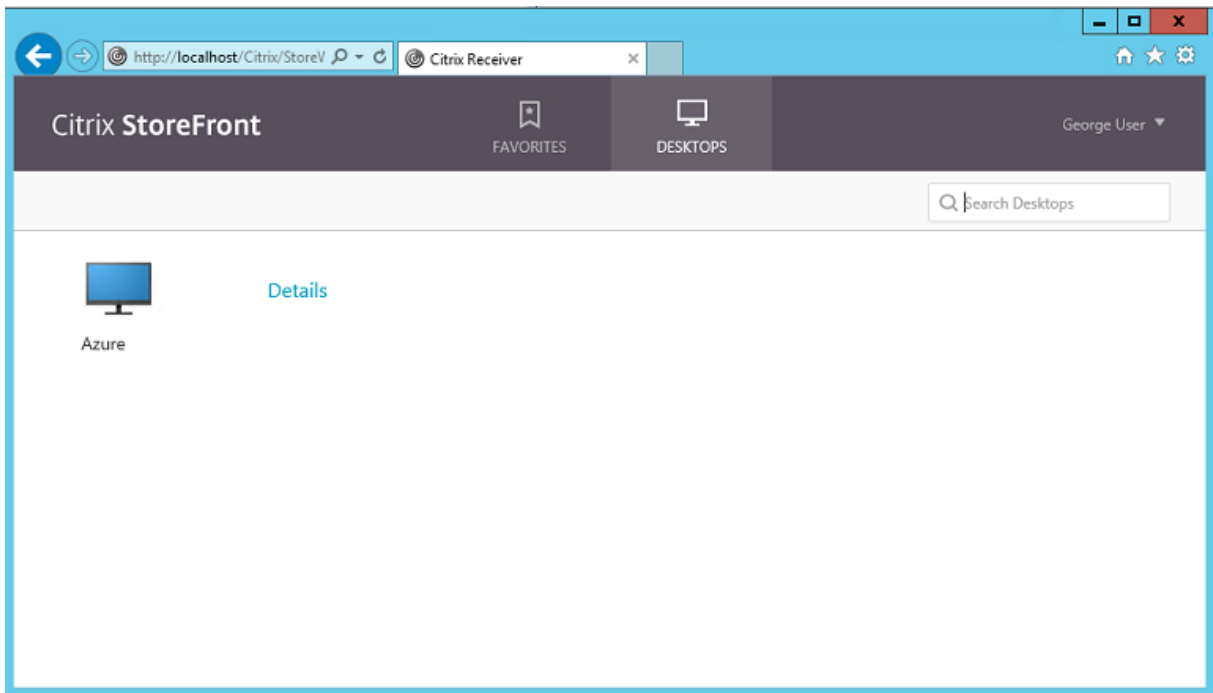 http://localhost/Citrix/StoreV
Citrix Receiver
Citrix StoreFront
FAVORITES
DESKTOPS
George User
Search Desktops
Details
Azure